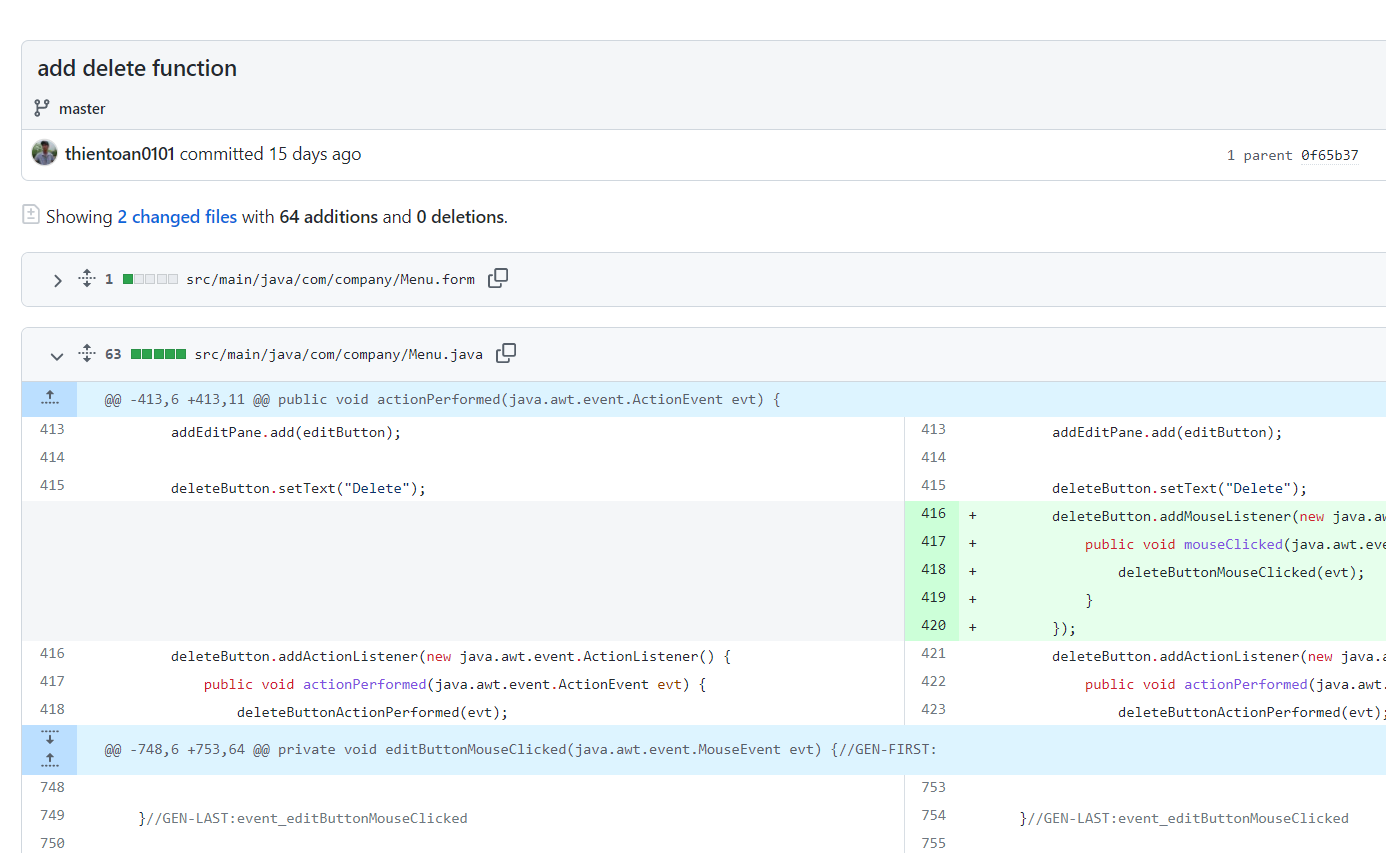 add delete function
master
thientoan0101 committed 15 days ago
1 parent 0f65b37
Showing 2 changed files with 64 additions and 0 deletions.
1 src/main/java/com/company/Menu.form
63 src/main/java/com/company/Menu.java
@@ -413,6 +413,11 @@ public void actionPerformed(java.awt.event.ActionEvent evt) {
413 addEditPane.add(editButton); 413 addEditPane.add(editButton);
414 414
415 deleteButton.setText("Delete"); 415 deleteButton.setText("Delete");
416 + deleteButton.addMouseListener(new java.aw
417 + public void mouseClicked(java.awt.eve
418 + deleteButtonMouseClicked(evt);
419 + }
420 + });
416 deleteButton.addActionListener(new java.awt.event.ActionListener() { 421 deleteButton.addActionListener(new java.a
417 public void actionPerformed(java.awt.event.ActionEvent evt) { 422 public void actionPerformed(java.awt.
418 deleteButtonActionPerformed(evt); 423 deleteButtonActionPerformed(evt);
@@ -748,6 +753,64 @@ private void editButtonMouseClicked(java.awt.event.MouseEvent evt) {//GEN-FIRST:
748 753
749 }//GEN-LAST:event_editButtonMouseClicked 754 }//GEN-LAST:event_editButtonMouseClicked
750 755